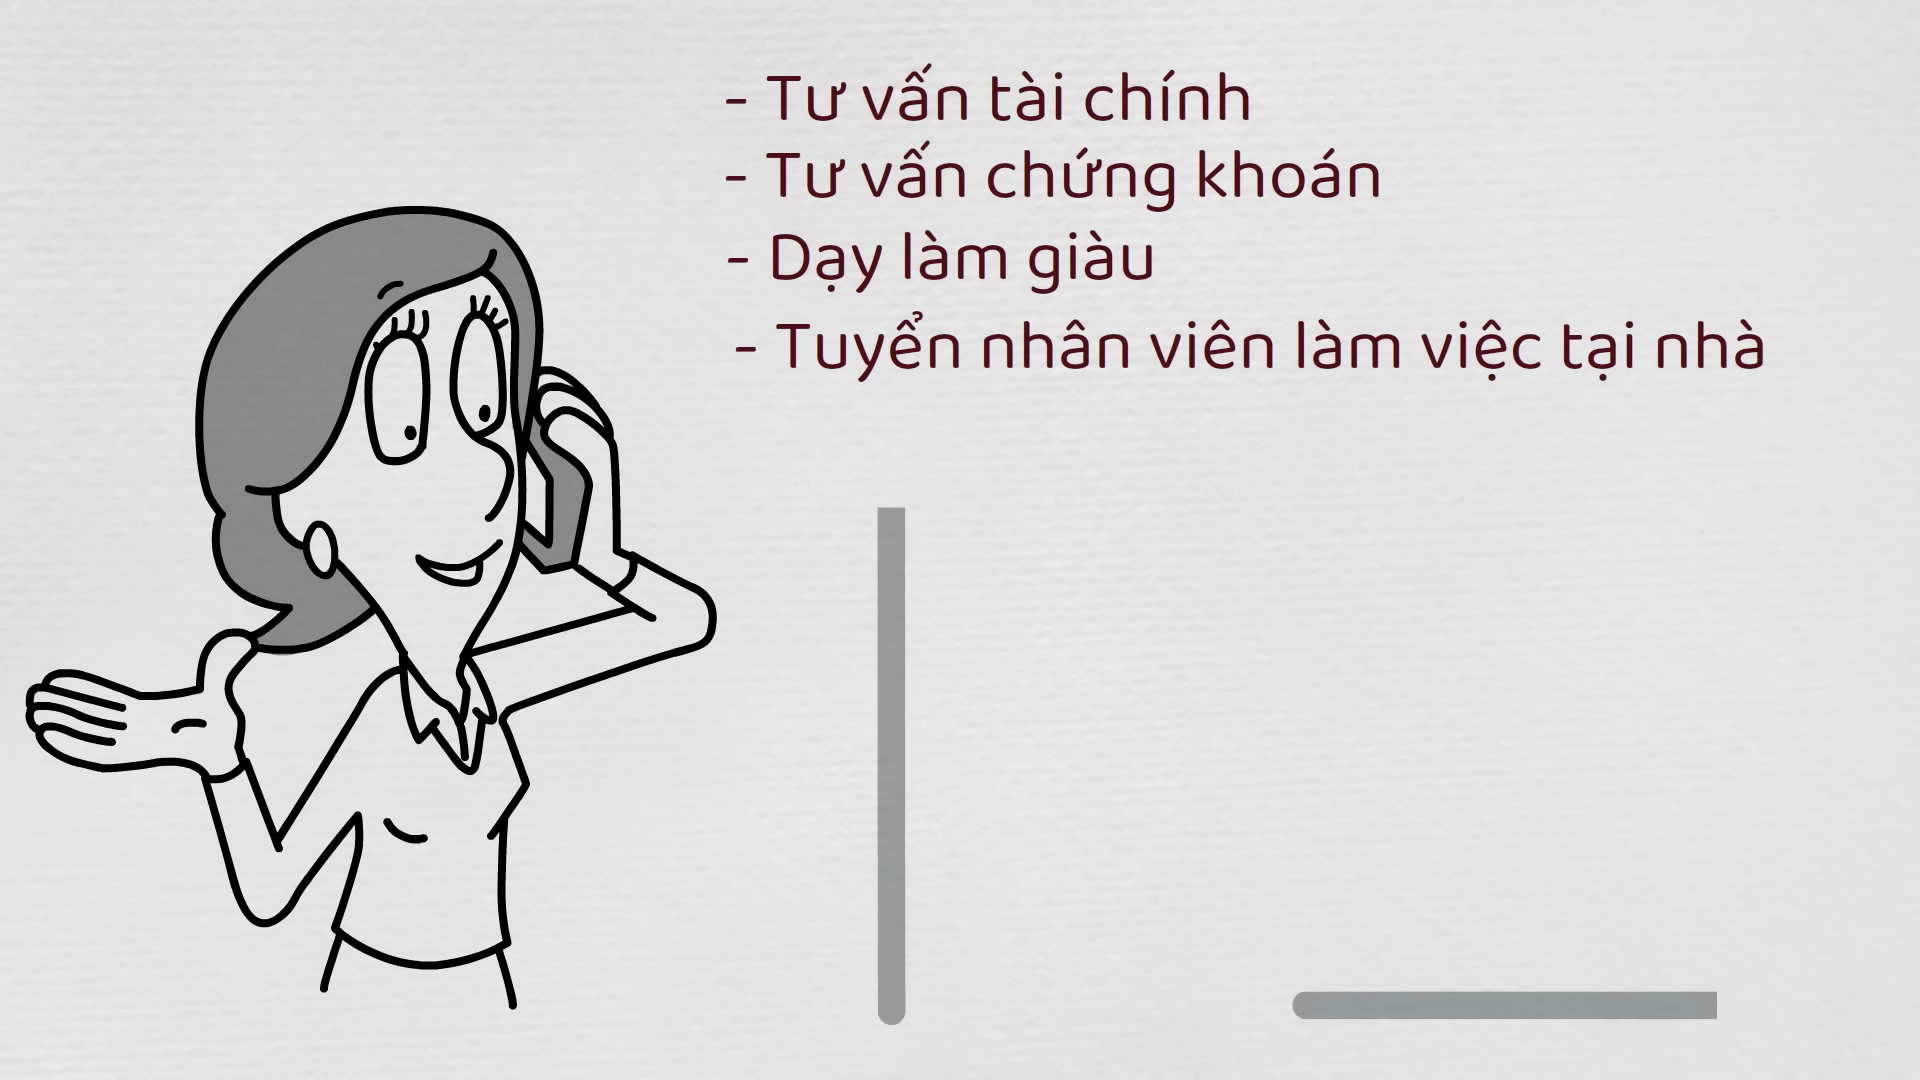 - Tư vấn tài chính
- Tư vấn chứng khoán
- Dạy làm giàu
- Tuyển nhân viên làm việc tại nhà